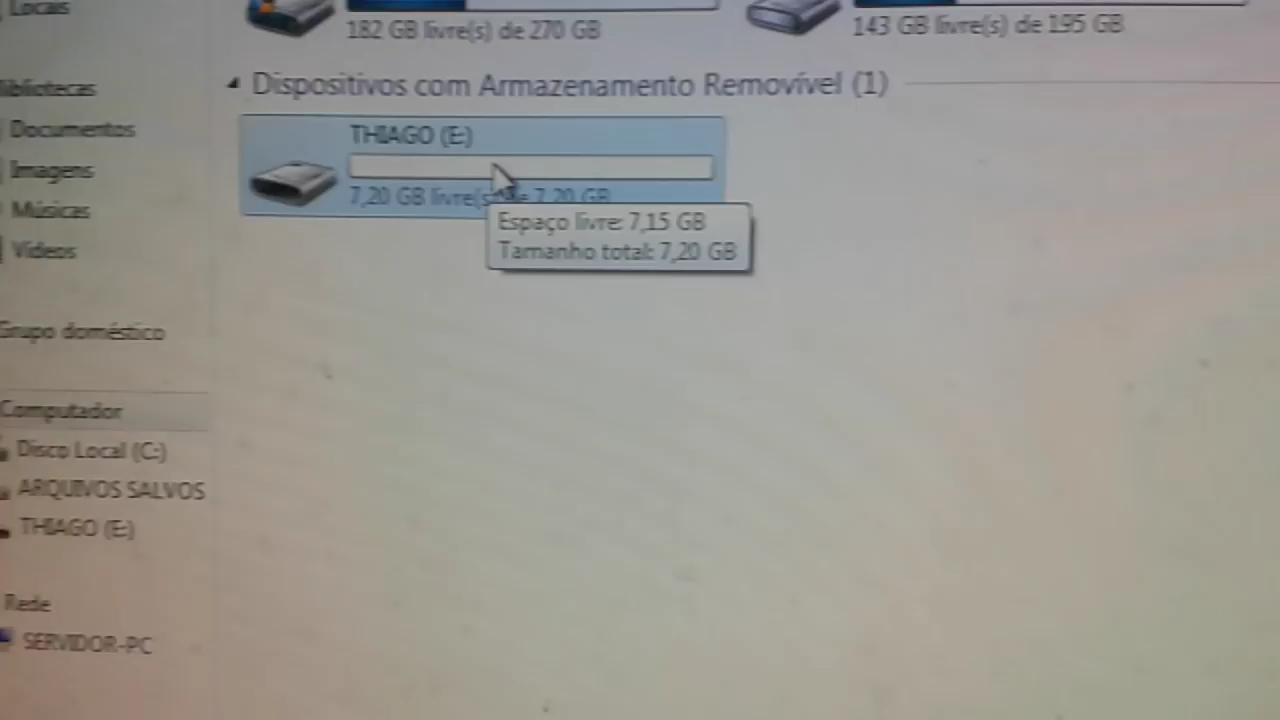 Locais
182 GB livre(s) de 270 GB
143 GB livre(s) de 195 GB
Bibliotecas
Documentos
Imagens
Músicas
Vídeos
Grupo doméstico
Computador
Disco Local (C:)
ARQUIVOS SALVOS
THIAGO (E:)
Rede
SERVIDOR-PC
Dispositivos com Armazenamento Removível (1)
THIAGO (E:)
7,20 GB livre(s) de 7,20 GB
Espaço livre: 7,15 GB
Tamanho total: 7,20 GB